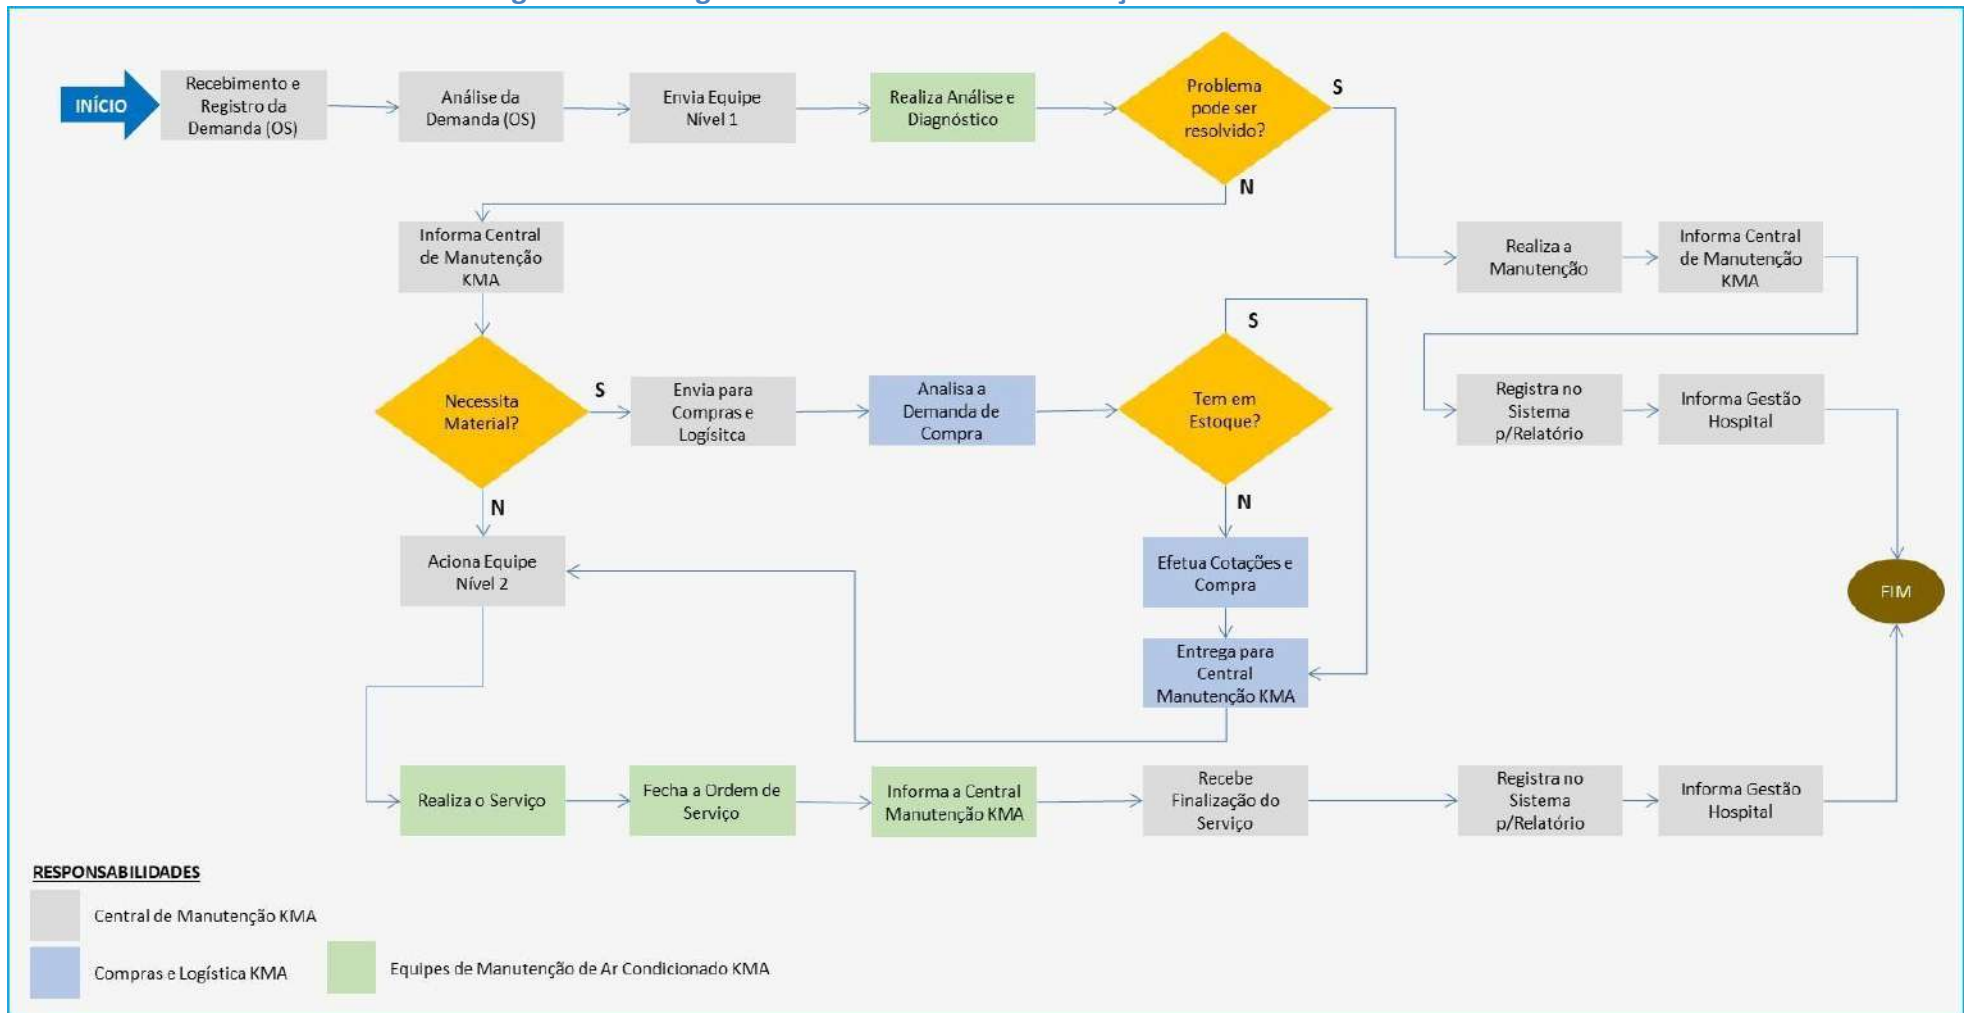 INÍCIO
Recebimento e
Registro da
Demanda (OS)
Análise da
Demanda (OS)
Envia Equipe
Nível 1
Realiza Análise e
Diagnóstico
Problema
pode ser
resolvido?
S
N
Informa Central
de Manutenção
KMA
Realiza a
Manutenção
Informa Central
de Manutenção
KMA
Necessita
Material?
S
Envia para
Compras e
Logísitca
Analisa a
Demanda de
Compra
Tem em
Estoque?
S
Registra no
Sistema
p/Relatório
Informa Gestão
Hospital
N
N
Aciona Equipe
Nível 2
Efetua Cotações e
Compra
FIM
Entrega para
Central
Manutenção KMA
Realiza o Serviço
Fecha a Ordem de
Serviço
Informa a Central
Manutenção KMA
Recebe
Finalização do
Serviço
Registra no
Sistema
p/Relatório
Informa Gestão
Hospital
RESPONSABILIDADES
Central de Manutenção KMA
Compras e Logística KMA
Equipes de Manutenção de Ar Condicionado KMA